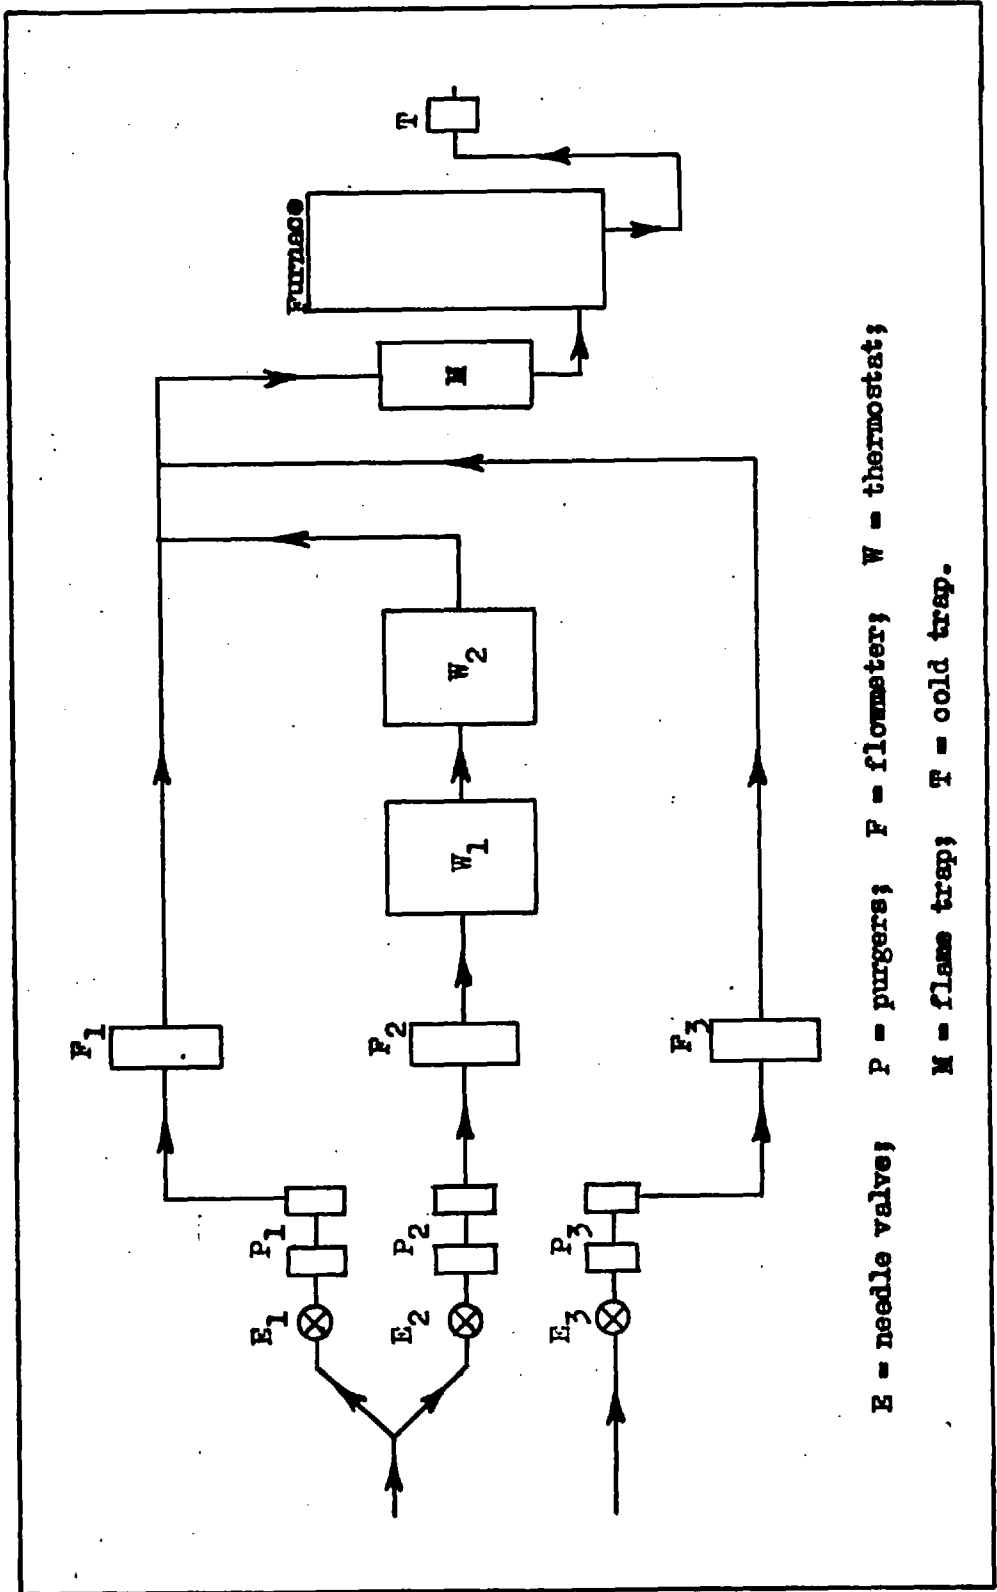 Furnace
T
M
F1
F2
F3
W1
W2
P1
P2
P3
E1
E2
E3
E = needle valve; P = purgers; F = flowmeter; W = thermostat;
M = flame trap; T = cold trap.